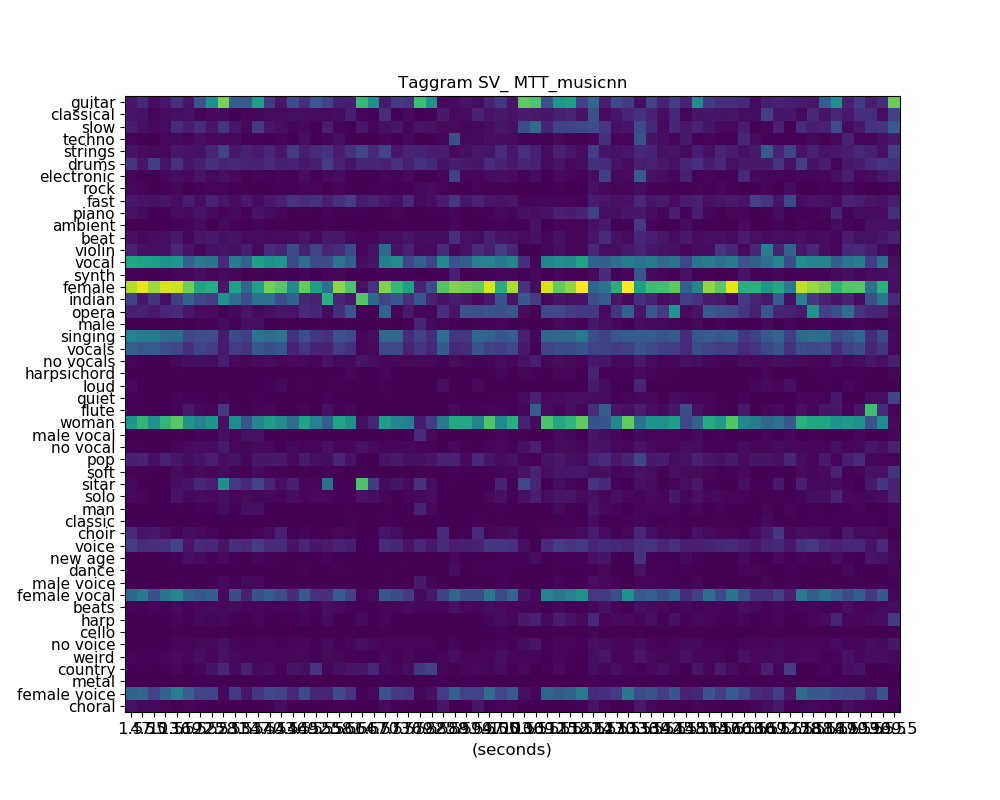 Taggram SV_ MTT_musicnn
guitar
classical
slow
techno
strings
drums
electronic
rock
fast
piano
ambient
beat
violin
vocal
synth
female
indian
opera
male
singing
vocals
no vocals
harpsichord
loud
quiet
flute
woman
male vocal
no vocal
pop
soft
sitar
solo
man
classic
choir
voice
new age
dance
male voice
female vocal
beats
harp
cello
no voice
weird
country
metal
female voice
choral
(seconds)